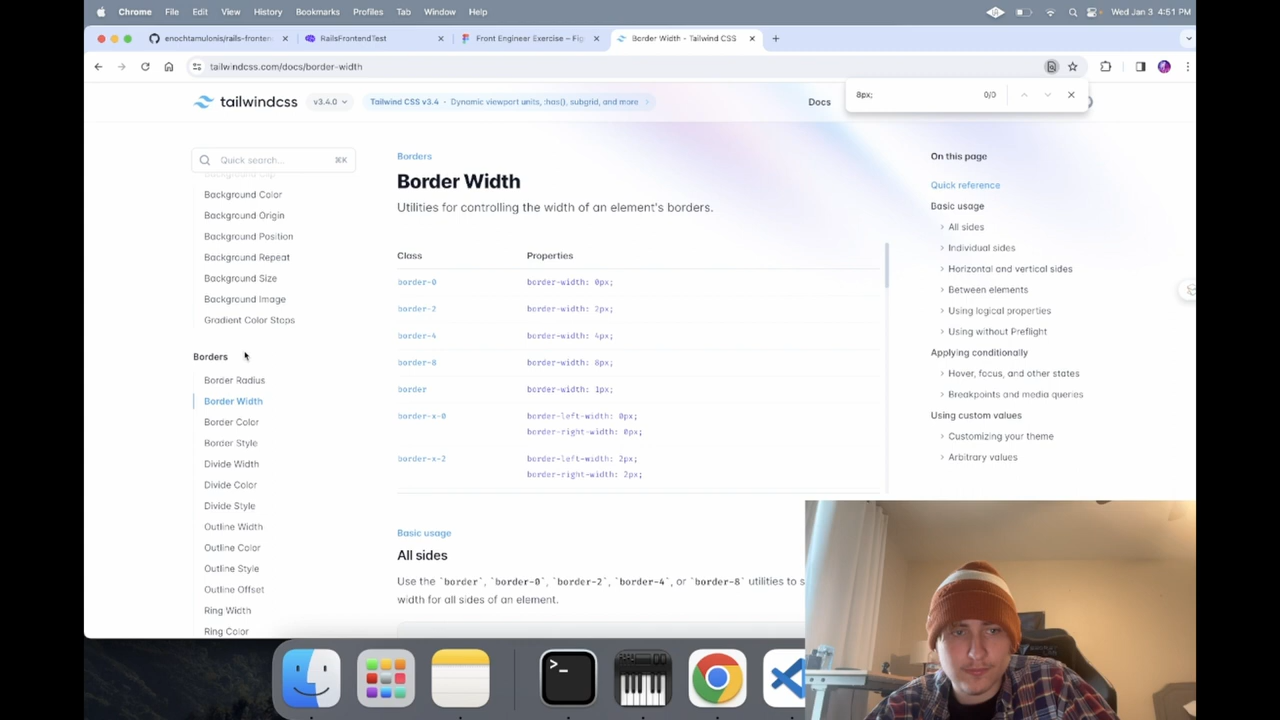 Chrome File Edit View History Bookmarks Profiles Tab Window Help Wed Jan 3 4:51 PM
enochtamulonis/rails-fronten RailsFrontendTest Front Engineer Exercise – Fig Border Width - Tailwind CSS
tailwindcss.com/docs/border-width
tailwindcss v3.4.0 Tailwind CSS v3.4 · Dynamic viewport units, :has(), subgrid, and more Docs
8px; 0/0
Quick search... ⌘K
Background Color
Background Origin
Background Position
Background Repeat
Background Size
Background Image
Gradient Color Stops
Borders
Border Radius
Border Width
Border Color
Border Style
Divide Width
Divide Color
Divide Style
Outline Width
Outline Color
Outline Style
Outline Offset
Ring Width
Ring Color
Borders
Border Width
Utilities for controlling the width of an element's borders.
Class Properties
border-0 border-width: 0px;
border-2 border-width: 2px;
border-4 border-width: 4px;
border-8 border-width: 8px;
border border-width: 1px;
border-x-0 border-left-width: 0px;
border-right-width: 0px;
border-x-2 border-left-width: 2px;
border-right-width: 2px;
Basic usage
All sides
Use the `border`, `border-0`, `border-2`, `border-4`, or `border-8` utilities to s
width for all sides of an element.
On this page
Quick reference
Basic usage
All sides
Individual sides
Horizontal and vertical sides
Between elements
Using logical properties
Using without Preflight
Applying conditionally
Hover, focus, and other states
Breakpoints and media queries
Using custom values
Customizing your theme
Arbitrary values